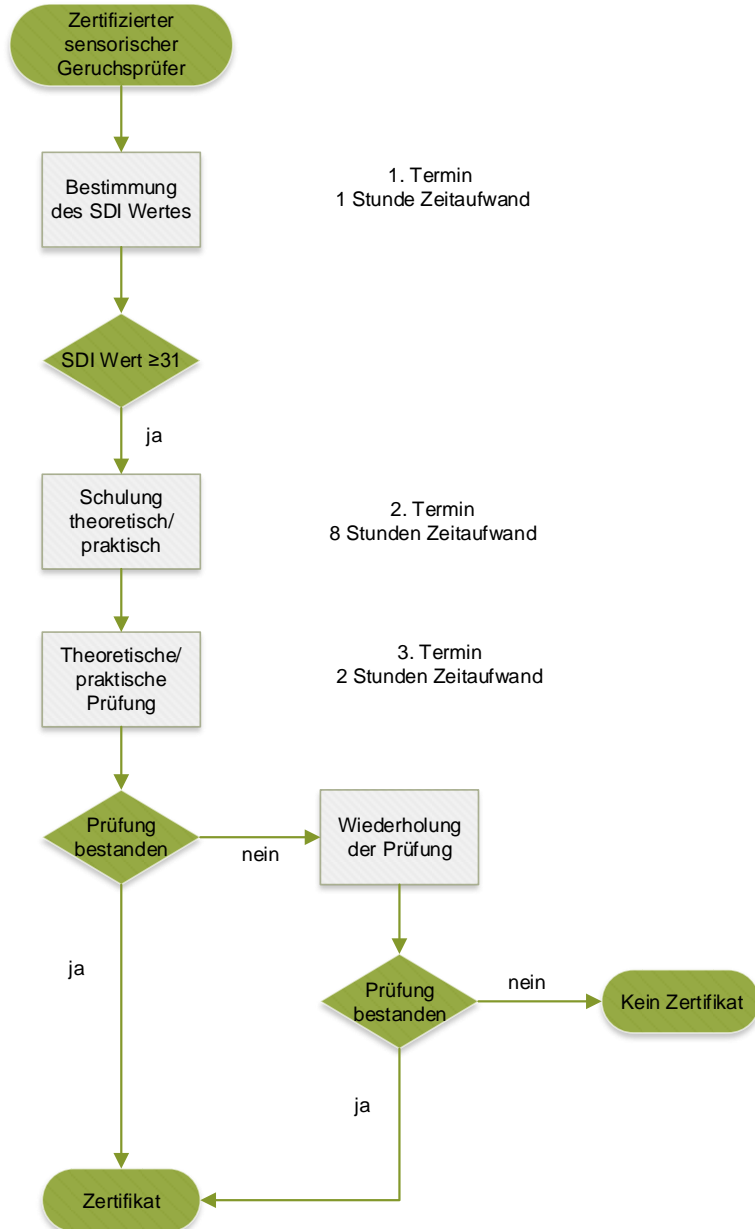 Zertifizierter
sensorischer
Geruchsprüfer
Bestimmung
des SDI Wertes
1. Termin
1 Stunde Zeitaufwand
SDI Wert ≥31
ja
Schulung
theoretisch/
praktisch
2. Termin
8 Stunden Zeitaufwand
Theoretische/
praktische
Prüfung
3. Termin
2 Stunden Zeitaufwand
Prüfung
bestanden
nein
Wiederholung
der Prüfung
ja
Prüfung
bestanden
nein
Kein Zertifikat
ja
Zertifikat